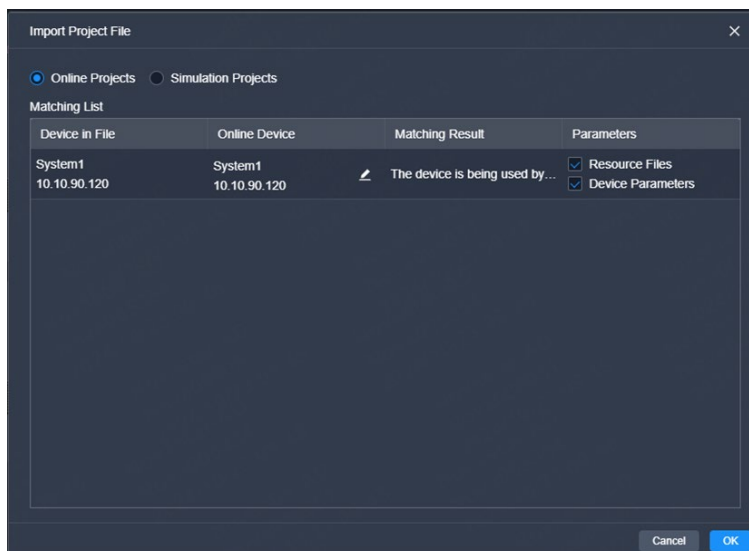 Import Project File
Online Projects Simulation Projects
Matching List
Device in File Online Device Matching Result Parameters
System1 System1 The device is being used by... Resource Files
10.10.90.120 10.10.90.120 Device Parameters
Cancel OK